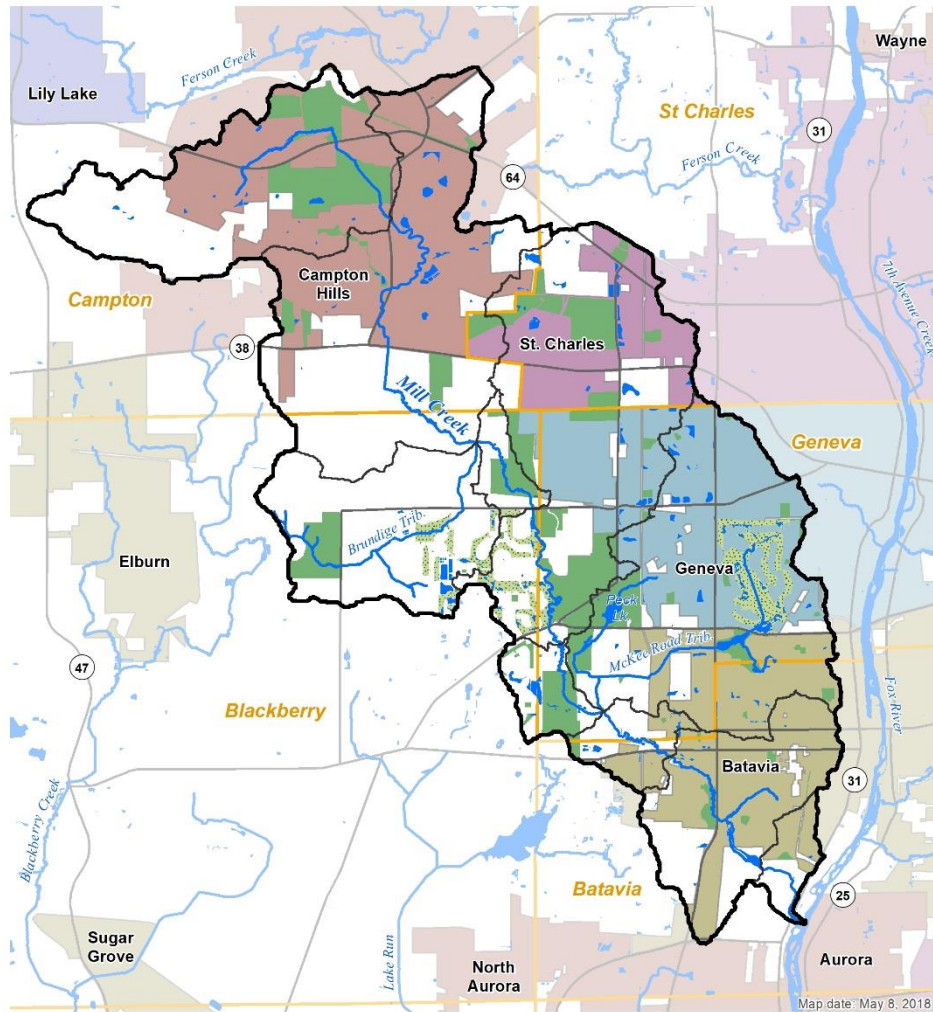 Wayne
Ferson Creek
Lily Lake
St Charles
31
Ferson Creek
64
Campton
Hills
Campton
7th Avenue Creek
St. Charles
38
Mill Creek
Geneva
Brundige Trib.
Elburn
Geneva
Peck
Lk.
McKee Road Trib.
47
Fox River
Blackberry
Batavia
31
Blackberry Creek
Batavia
25
Sugar
Grove
Lake Run
North
Aurora
Aurora
Map date: May 8, 2018